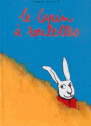 le lapin
à roulettes